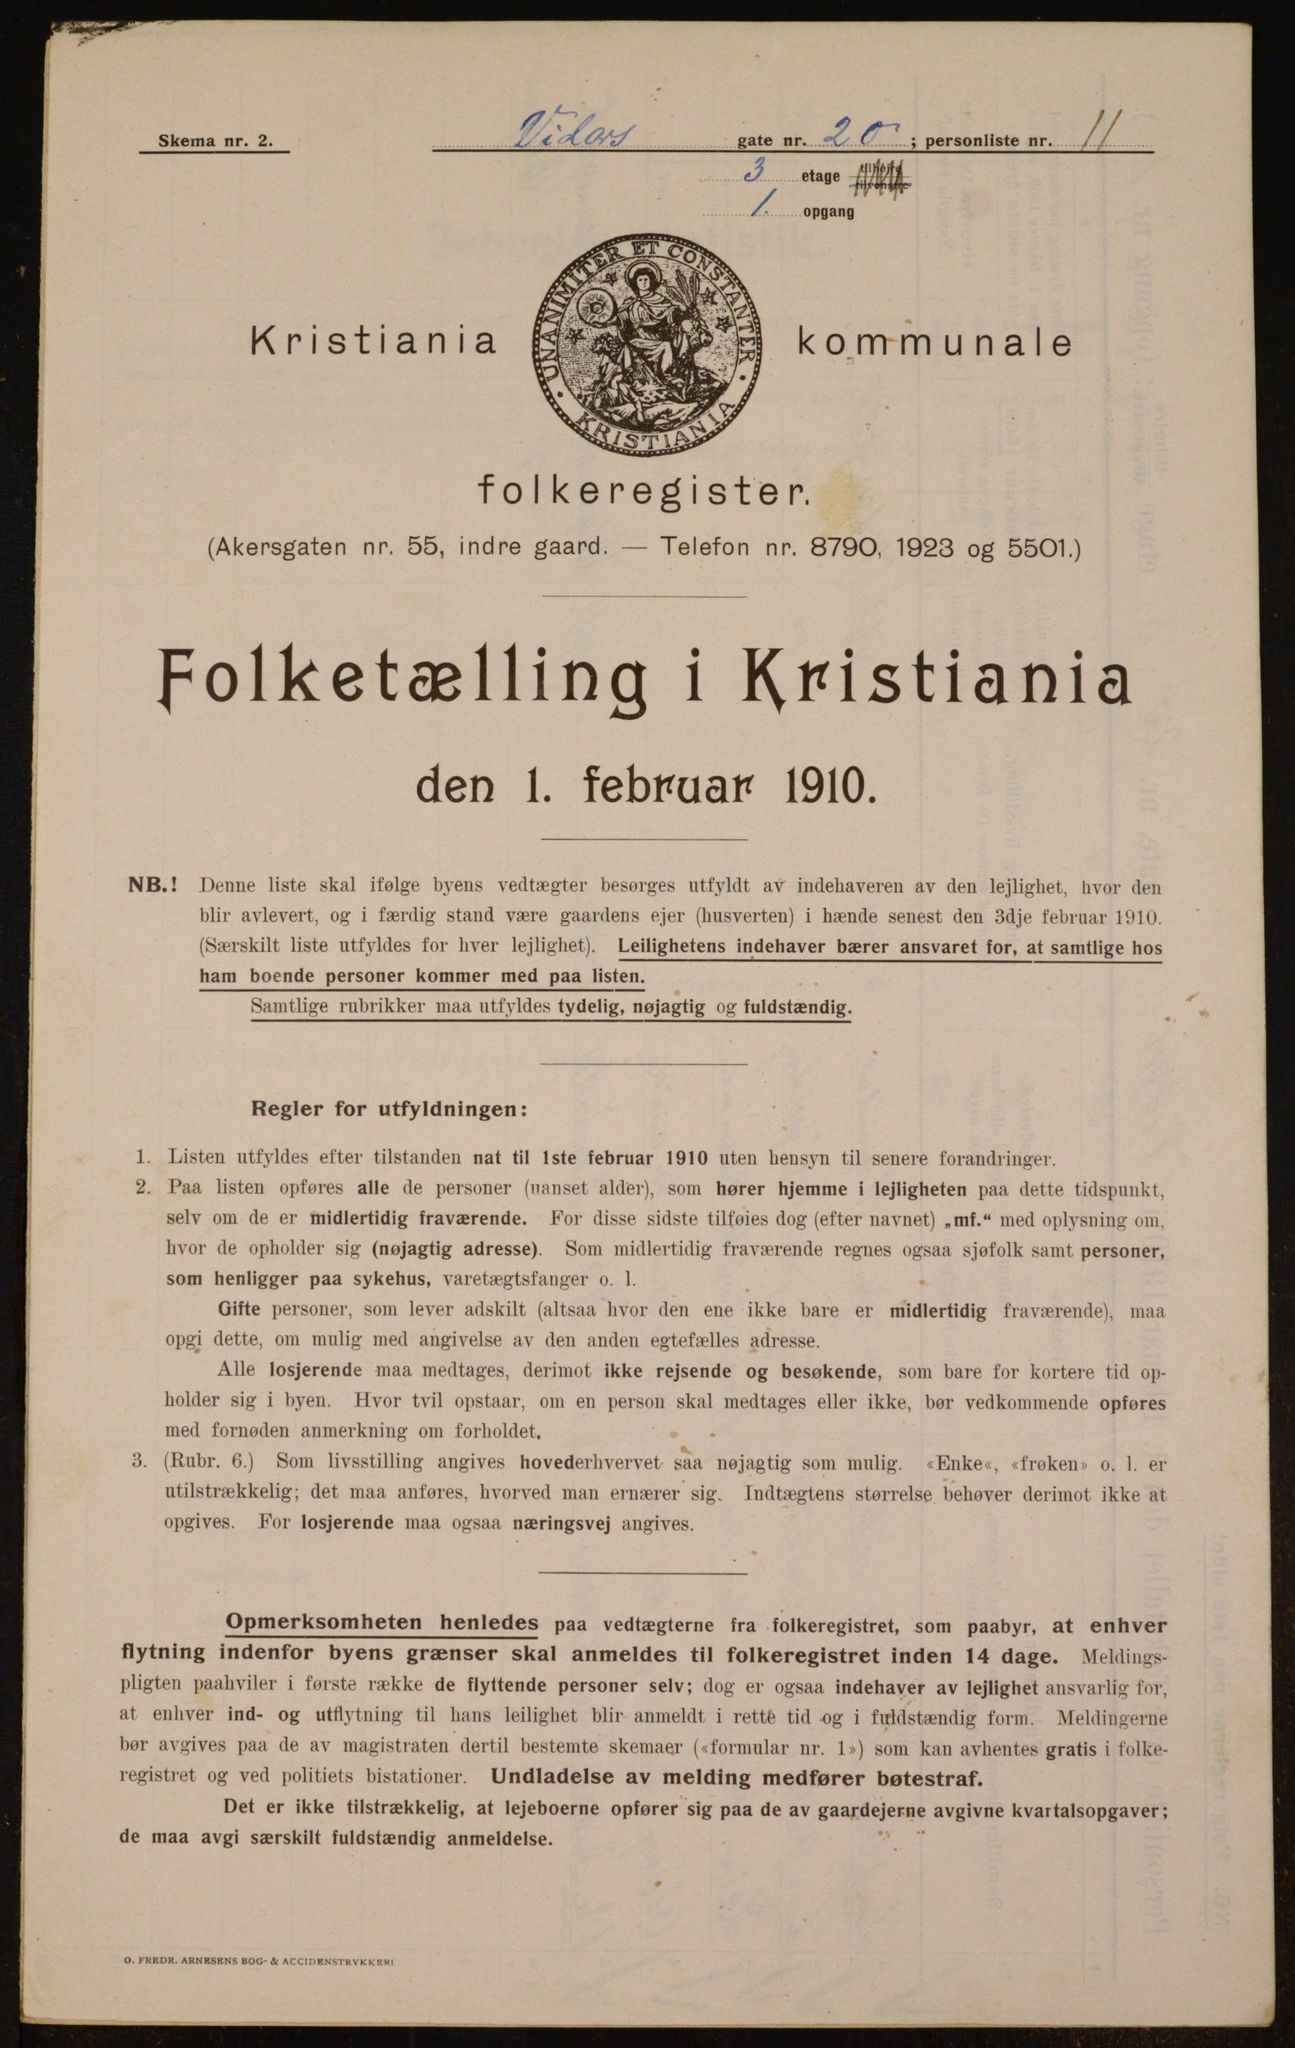 Skema nr. 2.
Vidars gate nr. 20 ; personliste nr. 11
3 etage
1. opgang
UNANIMITER ET CONSTANTER
KRISTIANIA
Kristiania kommunale
folkeregister.
(Akersgaten nr. 55, indre gaard. — Telefon nr. 8790, 1923 og 5501.)
Folketælling i Kristiania
den 1. februar 1910.
NB.! Denne liste skal ifølge byens vedtægter besørges utfyldt av indehaveren av den lejlighet, hvor den
blir avlevert, og i færdig stand være gaardens ejer (husverten) i hænde senest den 3dje februar 1910.
(Særskilt liste utfyldes for hver lejlighet). Leilighetens indehaver bærer ansvaret for, at samtlige hos
ham boende personer kommer med paa listen.
Samtlige rubrikker maa utfyldes tydelig, nøjagtig og fuldstændig.
Regler for utfyldningen:
1. Listen utfyldes efter tilstanden nat til 1ste februar 1910 uten hensyn til senere forandringer.
2. Paa listen opføres alle de personer (uanset alder), som hører hjemme i lejligheten paa dette tidspunkt,
selv om de er midlertidig fraværende. For disse sidste tilføies dog (efter navnet) „mf.“ med oplysning om,
hvor de opholder sig (nøjagtig adresse). Som midlertidig fraværende regnes ogsaa sjøfolk samt personer,
som henligger paa sykehus, varetægtsfanger o. l.
Gifte personer, som lever adskilt (altsaa hvor den ene ikke bare er midlertidig fraværende), maa
opgi dette, om mulig med angivelse av den anden egtefælles adresse.
Alle losjerende maa medtages, derimot ikke rejsende og besøkende, som bare for kortere tid op-
holder sig i byen. Hvor tvil opstaar, om en person skal medtages eller ikke, bør vedkommende opføres
med fornøden anmerkning om forholdet.
3. (Rubr. 6.) Som livsstilling angives hovederhvervet saa nøjagtig som mulig. «Enke«, «frøken» o. l. er
utilstrækkelig; det maa anføres, hvorved man ernærer sig. Indtægtens størrelse behøver derimot ikke at
opgives. For losjerende maa ogsaa næringsvej angives.
Opmerksomheten henledes paa vedtægterne fra folkeregistret, som paabyr, at enhver
flytning indenfor byens grænser skal anmeldes til folkeregistret inden 14 dage. Meldings-
pligten paahviler i første række de flyttende personer selv; dog er ogsaa indehaver av lejlighet ansvarlig for,
at enhver ind- og utflytning til hans leilighet blir anmeldt i rette tid og i fuldstændig form. Meldingerne
bør avgives paa de av magistraten dertil bestemte skemaer («formular nr. 1») som kan avhentes gratis i folke-
registret og ved politiets bistationer. Undladelse av melding medfører bøtestraf.
Det er ikke tilstrækkelig, at lejeboerne opfører sig paa de av gaardejerne avgivne kvartalsopgaver;
de maa avgi særskilt fuldstændig anmeldelse.
O. FREDR. ARNESENS BOG- & ACCIDENSTRYKKERI